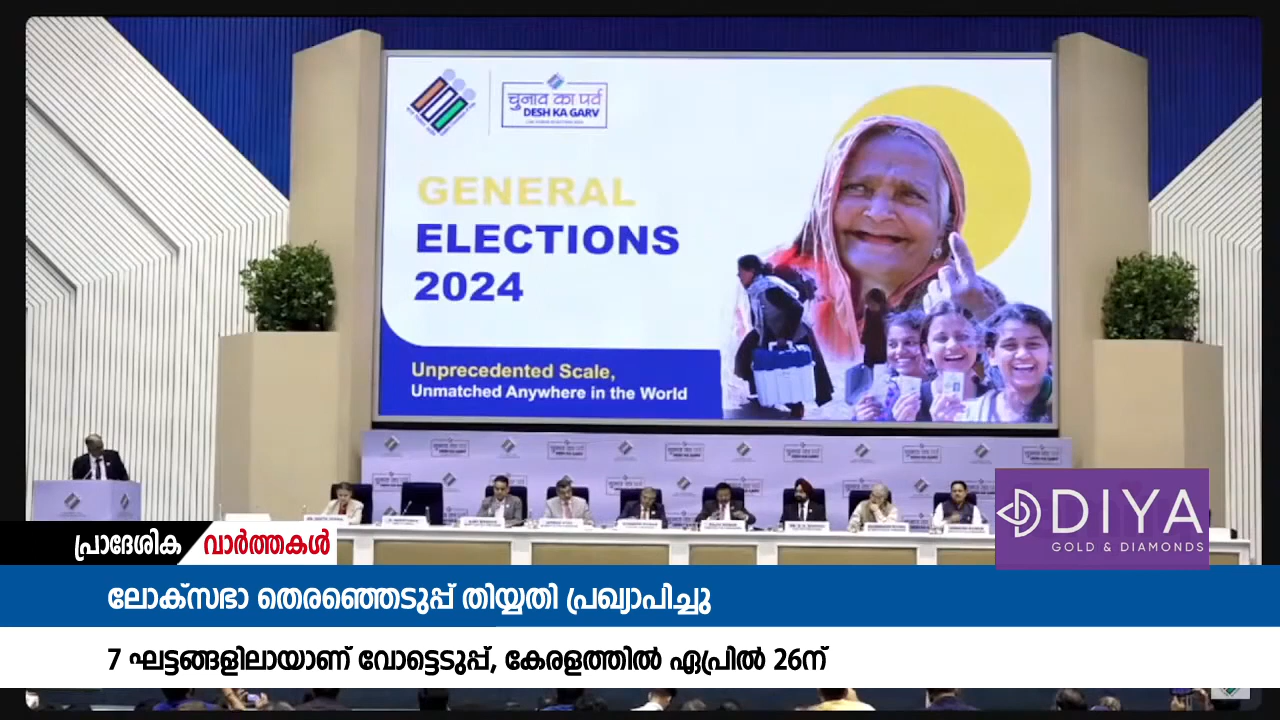 चुनाव का पर्व
DESH KA GARV
GENERAL
ELECTIONS
2024
Unprecedented Scale,
Unmatched Anywhere in the World
DIYA
GOLD & DIAMONDS
പ്രാദേശിക വാർത്തകൾ
ലോക്സഭാ തെരഞ്ഞെടുപ്പ് തിയ്യതി പ്രഖ്യാപിച്ചു
7 ഘട്ടങ്ങളിലായാണ് വോട്ടെടുപ്പ്, കേരളത്തിൽ ഏപ്രിൽ 26ന്